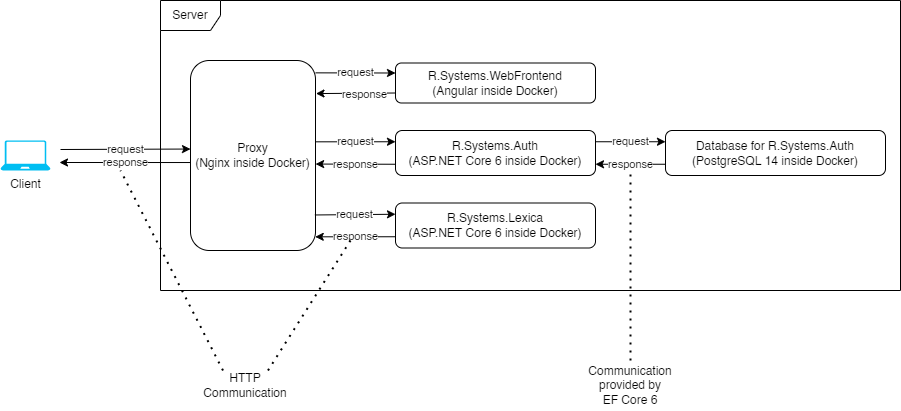 Server
request
response
R.Systems.WebFrontend
(Angular inside Docker)
Client
request
response
Proxy
(Nginx inside Docker)
request
response
R.Systems.Auth
(ASP.NET Core 6 inside Docker)
request
response
Database for R.Systems.Auth
(PostgreSQL 14 inside Docker)
request
response
R.Systems.Lexica
(ASP.NET Core 6 inside Docker)
HTTP
Communication
Communication
provided by
EF Core 6